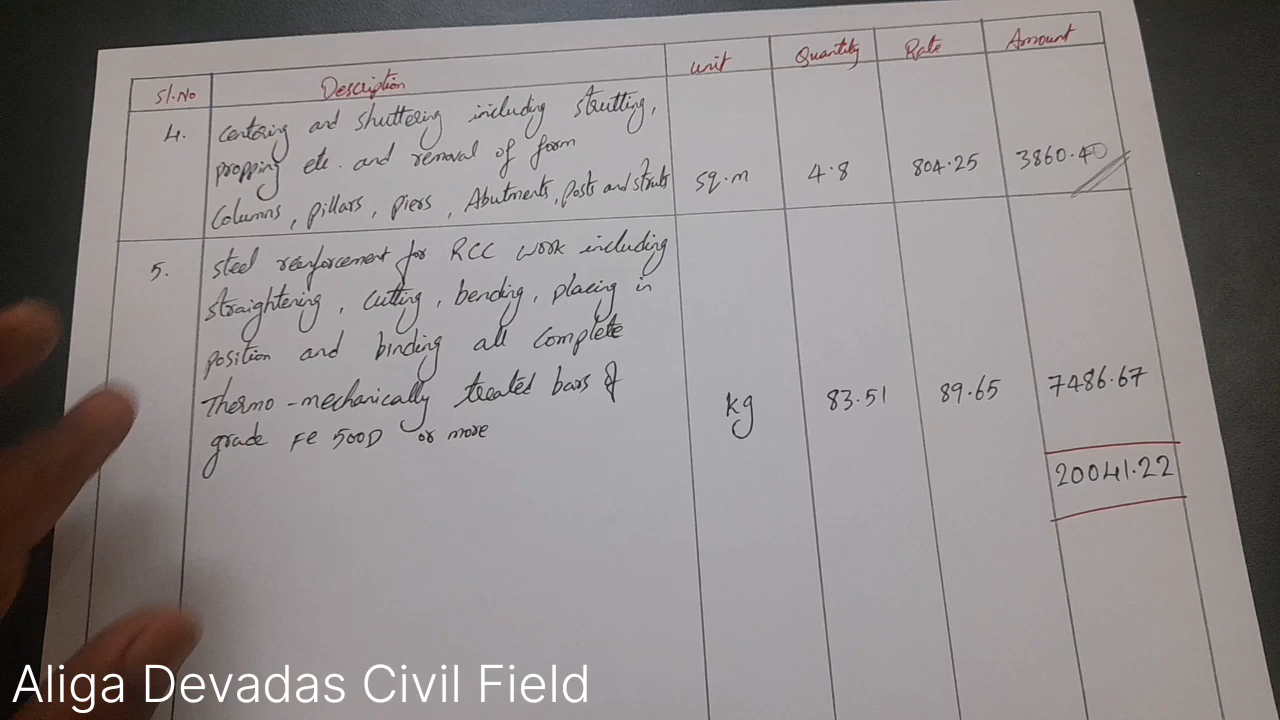 Sl.No Description Unit Quantity Rate Amount
4. Centering and shuttering including strutting,
propping etc. and removal of form
Columns, pillars, piers, Abutments, posts and struts sq.m 4.8 804.25 3860.40
5. steel reinforcement for RCC work including
straightening, cutting, bending, placing in
position and binding all complete
Thermo-mechanically treated bars of
grade Fe 500D or more kg 83.51 89.65 7486.67
20041.22
Aliga Devadas Civil Field